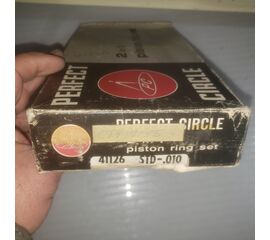 PERFECT
PC
CIRCLE
PERFECT CIRCLE
piston ring set
41126 STD-.010